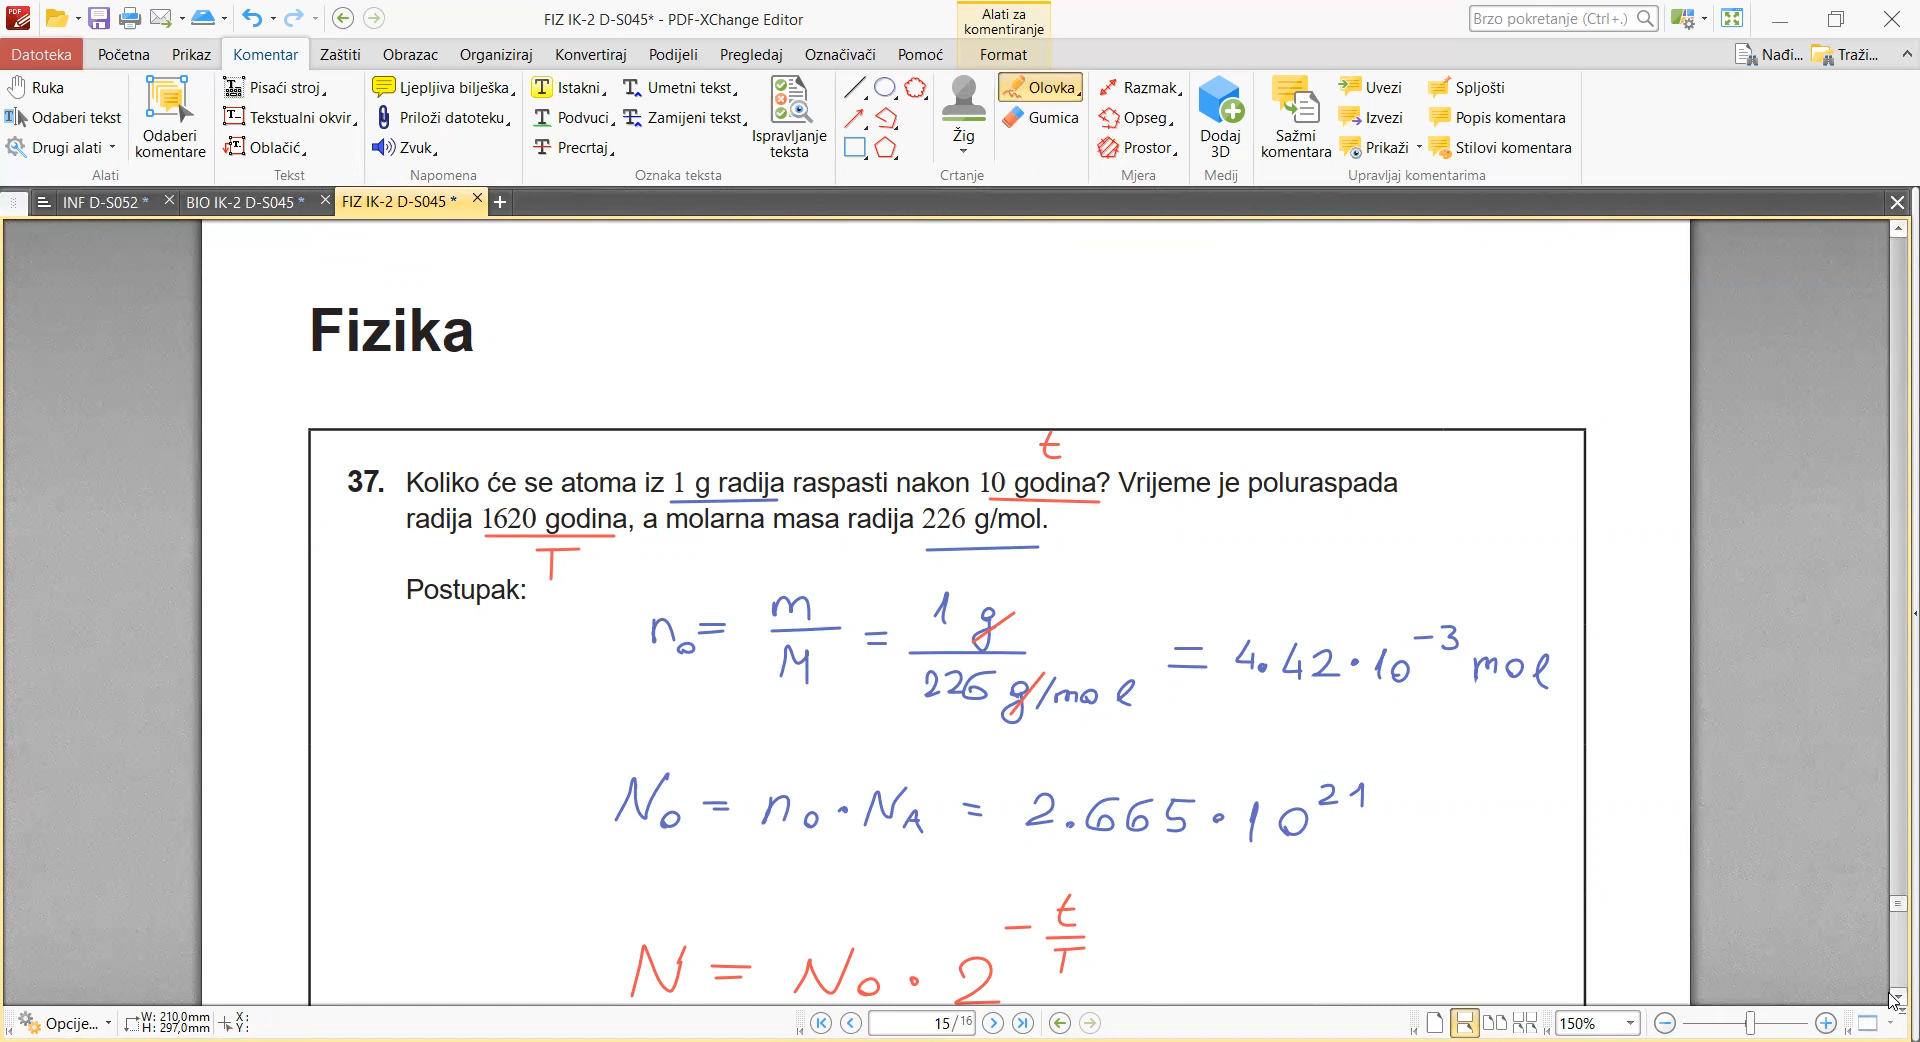 FIZ IK-2 D-S045* - PDF-XChange Editor
Alati za
komentiranje
Brzo pokretanje (Ctrl+.)
Datoteka Početna Prikaz Komentar Zaštiti Obrazac Organiziraj Konvertiraj Podijeli Pregledaj Označivači Pomoć Format Nađi... Traži...
Ruka Pisaći stroj Ljepljiva bilješka Istakni Umetni tekst Olovka Razmak Uvezi Spljošti
Odaberi tekst Tekstualni okvir Priloži datoteku Podvuci Zamijeni tekst Gumica Opseg Izvezi Popis komentara
Drugi alati Oblačić Zvuk Precrtaj Prostor Prikaži Stilovi komentara
Odaberi
komentare
Ispravljanje
teksta
Žig
Dodaj
3D
Sažmi
komentara
Alati Tekst Napomena Oznaka teksta Crtanje Mjera Medij Upravljaj komentarima
INF D-S052 * BIO IK-2 D-S045 * FIZ IK-2 D-S045 *
Fizika
t
37. Koliko će se atoma iz 1 g radija raspasti nakon 10 godina? Vrijeme je poluraspada
radija 1620 godina, a molarna masa radija 226 g/mol.
T
Postupak:
n₀ = m/M = 1 g / 226 g/mol = 4.42·10⁻³ mol
N₀ = n₀·N_A = 2.665·10²¹
N = N₀·2^(-t/T)
Opcije... W: 210,0mm X:
H: 297,0mm Y:
15/16
150%